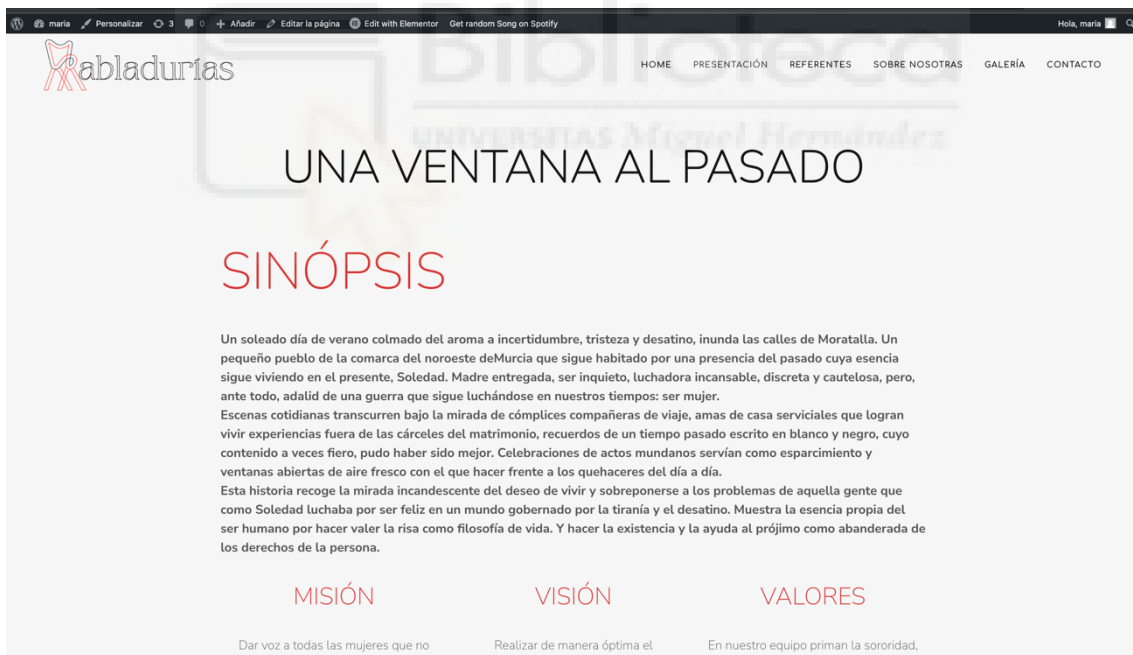 maria Personalizar 3 0 + Añadir Editar la página Edit with Elementor Get random Song on Spotify Hola, maria
Habladurías
HOME PRESENTACIÓN REFERENTES SOBRE NOSOTRAS GALERÍA CONTACTO
Biblioteca
UNIVERSITAS Miguel Hernández
UNA VENTANA AL PASADO
SINÓPSIS
Un soleado día de verano colmado del aroma a incertidumbre, tristeza y desatino, inunda las calles de Moratalla. Un
pequeño pueblo de la comarca del noroeste deMurcia que sigue habitado por una presencia del pasado cuya esencia
sigue viviendo en el presente, Soledad. Madre entregada, ser inquieto, luchadora incansable, discreta y cautelosa, pero,
ante todo, adalid de una guerra que sigue luchándose en nuestros tiempos: ser mujer.
Escenas cotidianas transcurren bajo la mirada de cómplices compañeras de viaje, amas de casa serviciales que logran
vivir experiencias fuera de las cárceles del matrimonio, recuerdos de un tiempo pasado escrito en blanco y negro, cuyo
contenido a veces fiero, pudo haber sido mejor. Celebraciones de actos mundanos servían como esparcimiento y
ventanas abiertas de aire fresco con el que hacer frente a los quehaceres del día a día.
Esta historia recoge la mirada incandescente del deseo de vivir y sobreponerse a los problemas de aquella gente que
como Soledad luchaba por ser feliz en un mundo gobernado por la tiranía y el desatino. Muestra la esencia propia del
ser humano por hacer valer la risa como filosofía de vida. Y hacer la existencia y la ayuda al prójimo como abanderada de
los derechos de la persona.
MISIÓN VISIÓN VALORES
Dar voz a todas las mujeres que no Realizar de manera óptima el En nuestro equipo priman la sororidad,